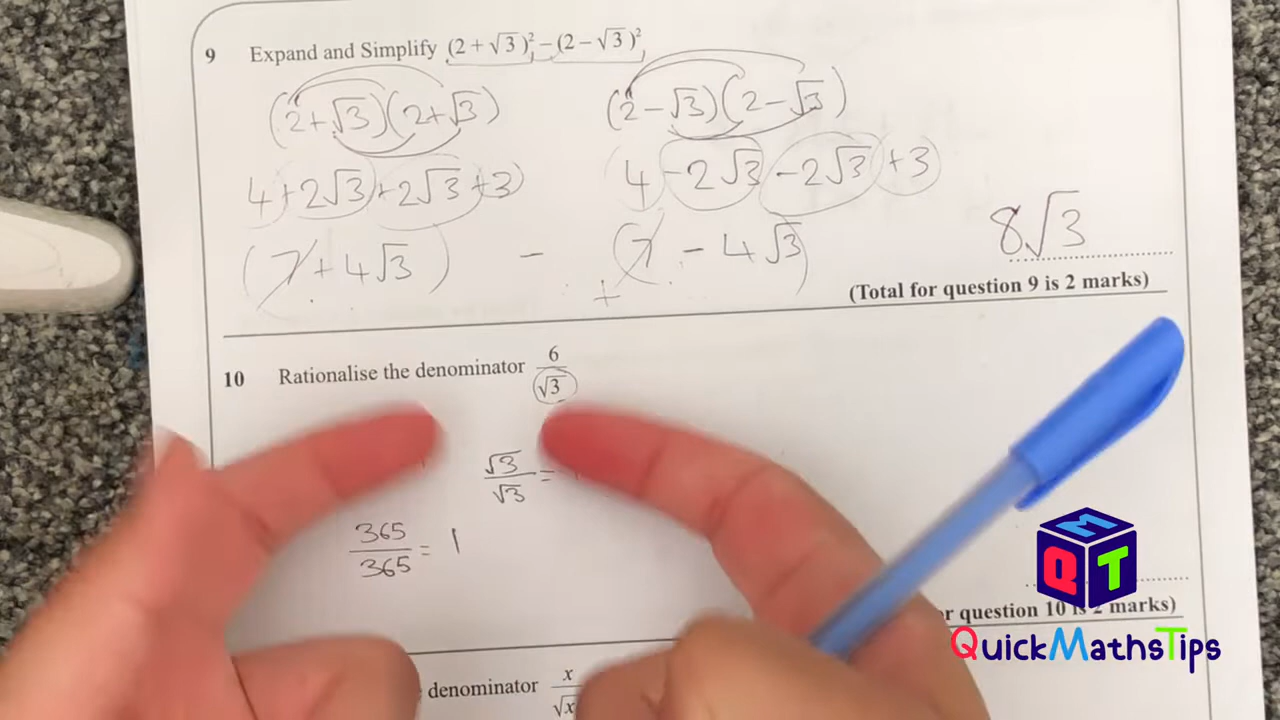 9 Expand and Simplify (2 + √3)² – (2 – √3)²
(2+√3)(2+√3) (2-√3)(2-√3)
4+2√3+2√3+3 4-2√3-2√3+3
(7+4√3) - (7-4√3)
+
8√3
(Total for question 9 is 2 marks)
10 Rationalise the denominator 6/√3
√3/√3 =
365/365 = 1
r question 10 is 2 marks)
denominator x/√x
M
Q T
QuickMathsTips